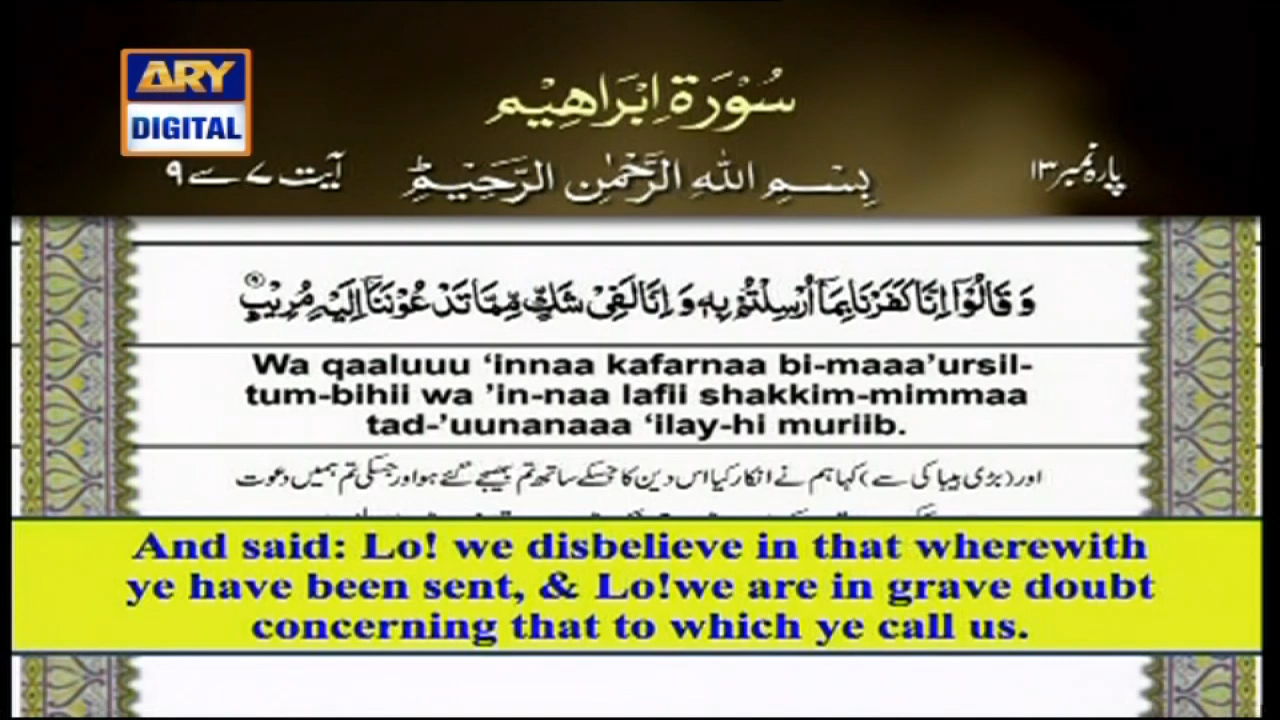 ARY
DIGITAL
سُوْرَةُ اِبْرَاهِيْم
پارہ نمبر ۱۳
بِسْمِ اللّٰهِ الرَّحْمٰنِ الرَّحِيْمِ
آیت ۷ سے ۹
وَ قَالُوْۤا اِنَّا كَفَرْنَا بِمَاۤ اُرْسِلْتُمْ بِهٖ وَ اِنَّا لَفِیْ شَكٍّ مِّمَّا تَدْعُوْنَنَاۤ اِلَیْهِ مُرِیْبٍ ۹
Wa qaaluuu ‘innaa kafarnaa bi-maaa’ursil-
tum-bihii wa ’in-naa lafii shakkim-mimmaa
tad-’uunanaaa ‘ilay-hi muriib.
اور (بڑی بیباکی سے) کہا ہم نے انکار کیا اس دین کا جسکے ساتھ تم بھیجے گئے ہو اور جسکی تم ہمیں دعوت
And said: Lo! we disbelieve in that wherewith
ye have been sent, & Lo!we are in grave doubt
concerning that to which ye call us.